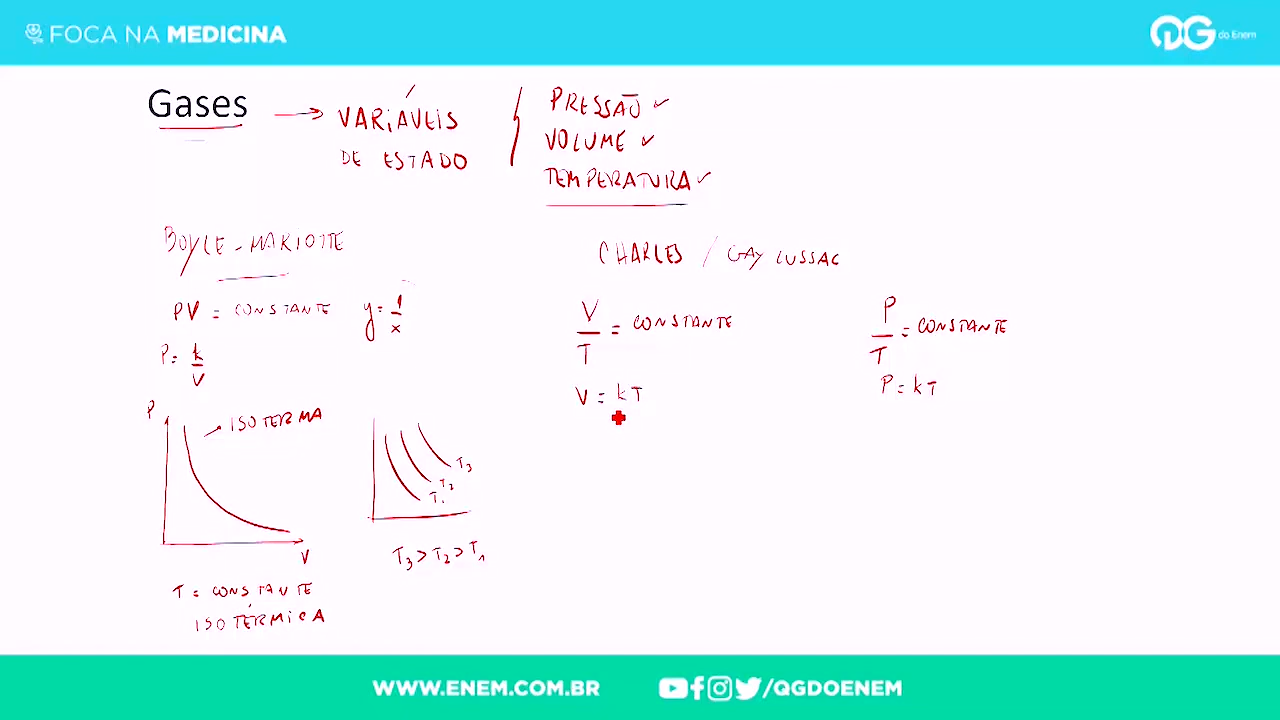 FOCA NA MEDICINA
QG do Enem
Gases
VARIÁVEIS
DE ESTADO
PRESSÃO
VOLUME
TEMPERATURA
BOYLE - MARIOTTE
PV = CONSTANTE
y = 1/x
P = k/V
P
ISOTERMA
V
T = CONSTANTE
ISOTÉRMICA
T3
T2
T1
T3 > T2 > T1
CHARLES / GAY LUSSAC
V/T = CONSTANTE
V = kT
P/T = CONSTANTE
P = kT
WWW.ENEM.COM.BR
/QGDOENEM